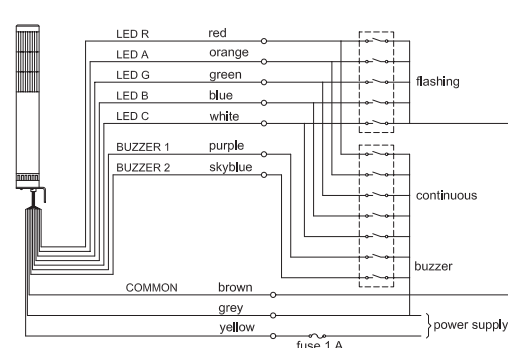 LED R red
LED A orange
LED G green
LED B blue
LED C white
flashing
BUZZER 1 purple
BUZZER 2 skyblue
continuous
buzzer
COMMON brown
grey
yellow
power supply
fuse 1 A